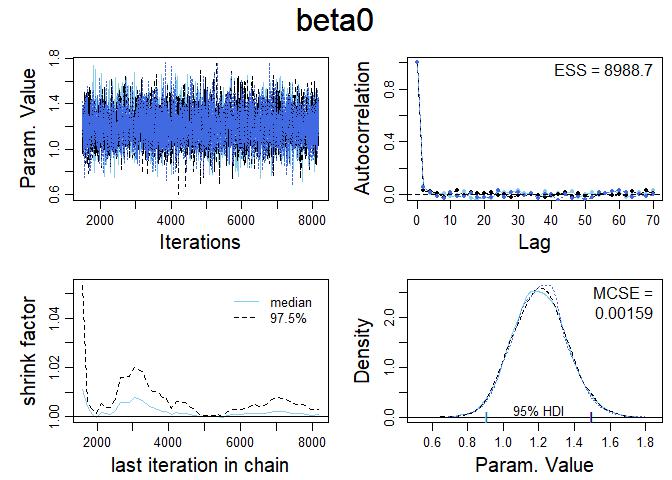 beta0
Param. Value
0.6 1.0 1.4 1.8
2000 4000 6000 8000
Iterations
Autocorrelation
0.0 0.4 0.8
ESS = 8988.7
0 10 20 30 40 50 60 70
Lag
shrink factor
1.00 1.02 1.04
median
97.5%
2000 4000 6000 8000
last iteration in chain
Density
0.0 1.0 2.0
MCSE =
0.00159
95% HDI
0.6 0.8 1.0 1.2 1.4 1.6 1.8
Param. Value